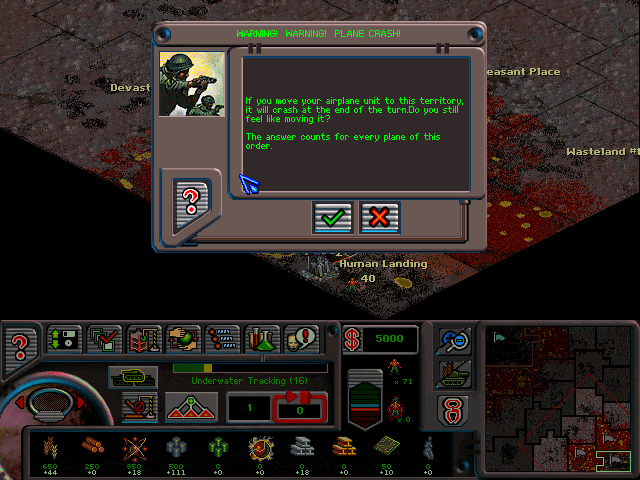 WARNING! WARNING! PLANE CRASH!
Devast
easant Place
If you move your airplane unit to this territory,
it will crash at the end of the turn.Do you still
feel like moving it?
The answer counts for every plane of this
order.
Wasteland #1
Human Landing
40
$ 5000
Underwater Tracking (16)
x 71
1
0
x 0
650 250 850 500 0 0 0 0 50 0
+44 +0 +18 +111 +0 +0 +18 +0 +10 +0